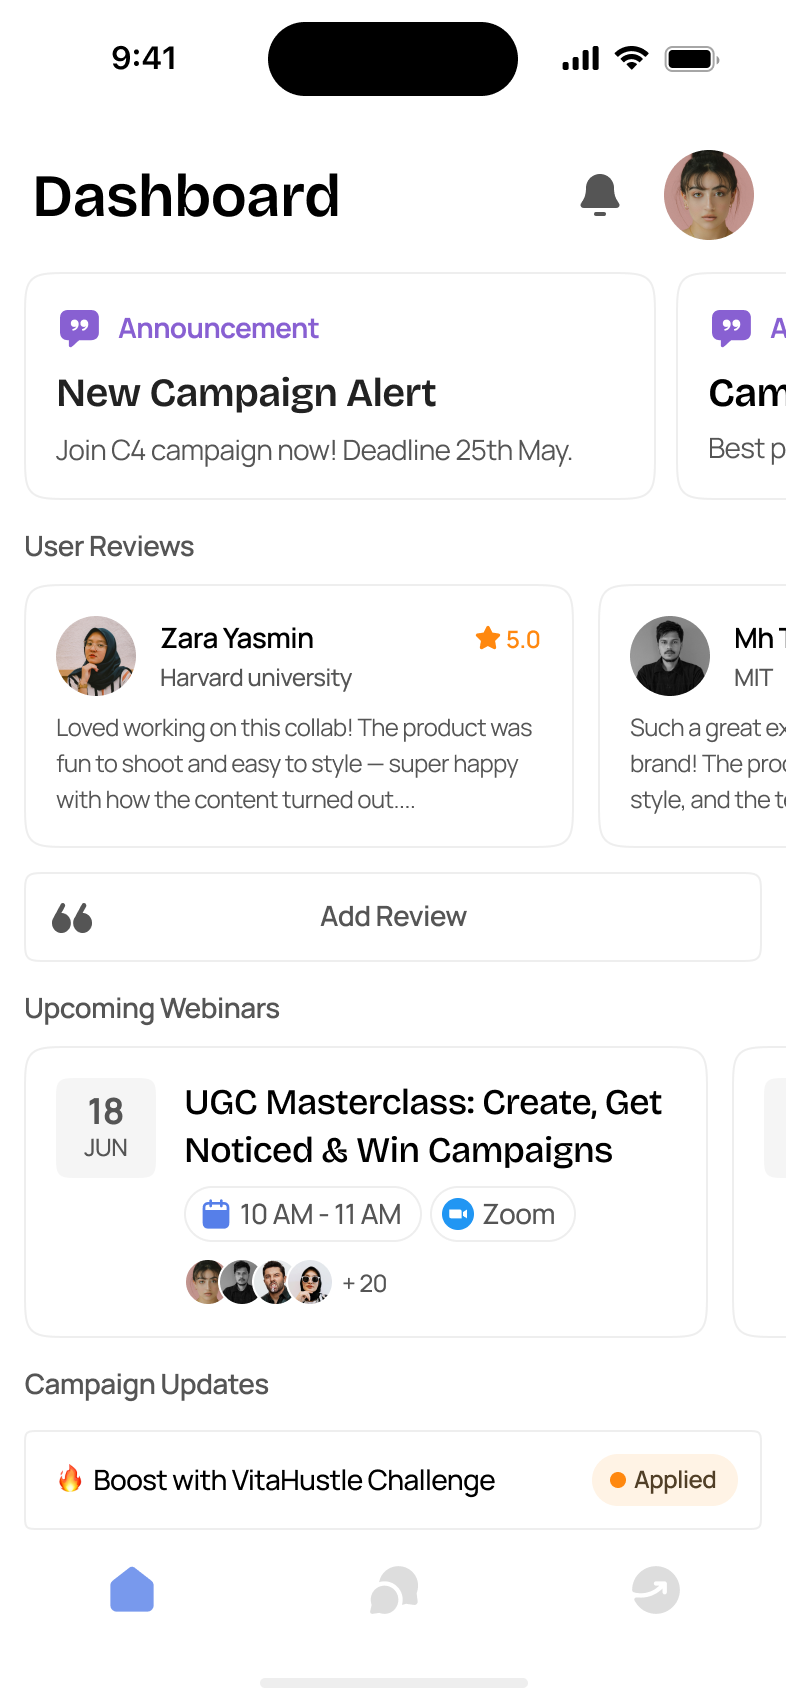 9:41
Dashboard
Announcement
New Campaign Alert
Join C4 campaign now! Deadline 25th May.
Best
User Reviews
Zara Yasmin
5.0
Harvard university
Loved working on this collab! The product was
fun to shoot and easy to style — super happy
with how the content turned out....
Mh
MIT
Such a great
brand! The
style, and the
Add Review
Upcoming Webinars
18
JUN
UGC Masterclass: Create, Get
Noticed & Win Campaigns
10 AM - 11 AM
Zoom
+ 20
Campaign Updates
🔥 Boost with VitaHustle Challenge
Applied